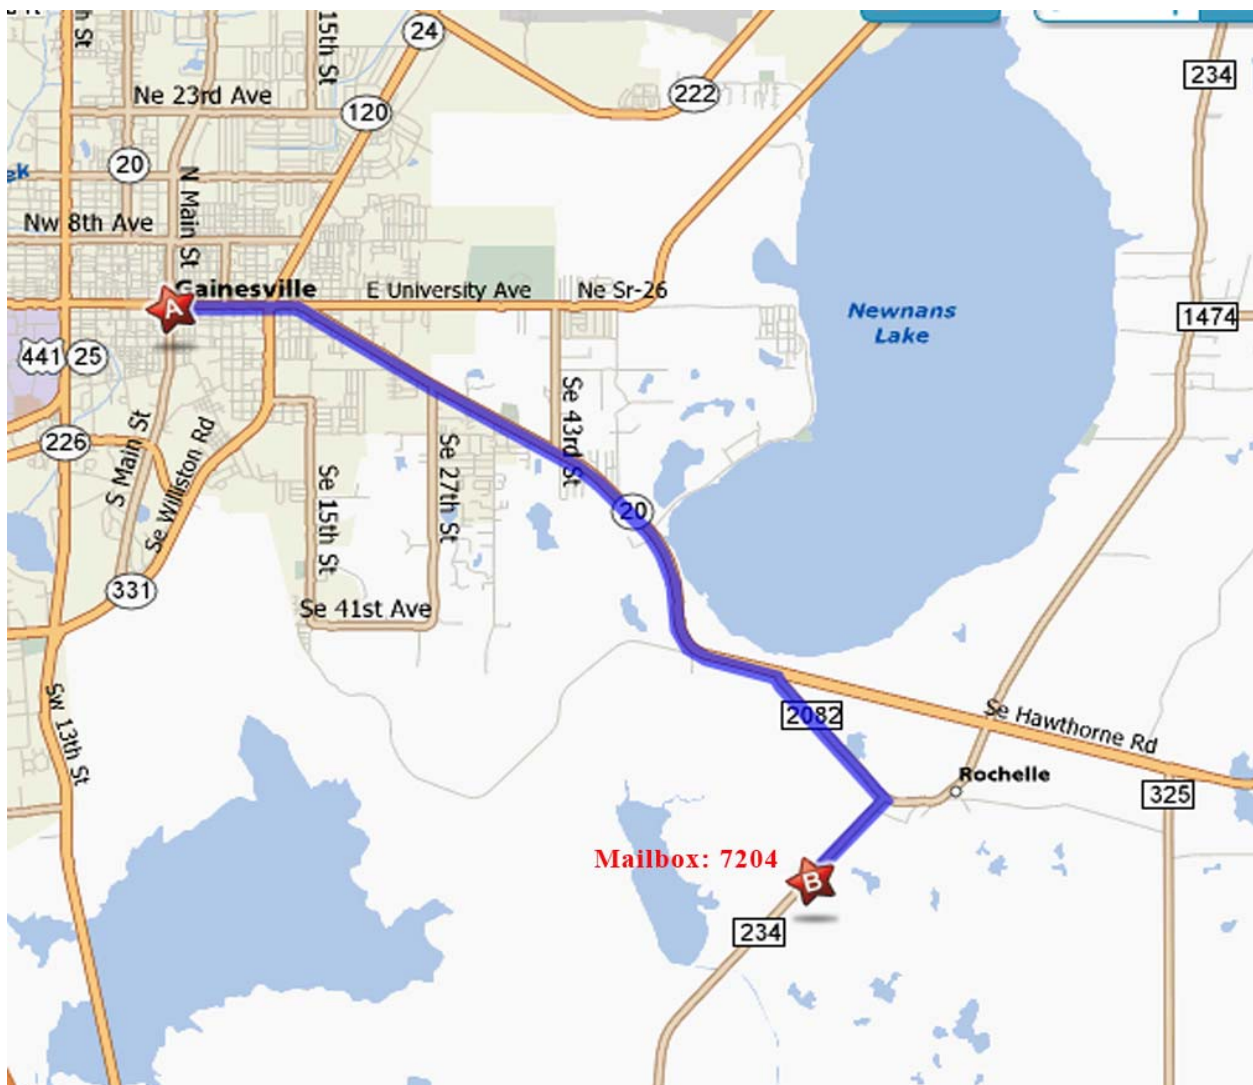 24
15th St
h St
234
222
Ne 23rd Ave
120
20
ek
N Main St
Nw 8th Ave
Gainesville
E University Ave
Ne Sr-26
A
Newnans
Lake
1474
441
25
Se 43rd St
226
S Main St
Se Williston Rd
Se 27th St
Se 15th St
20
331
Se 41st Ave
Sw 13th St
2082
Se Hawthorne Rd
Rochelle
325
Mailbox: 7204
B
234